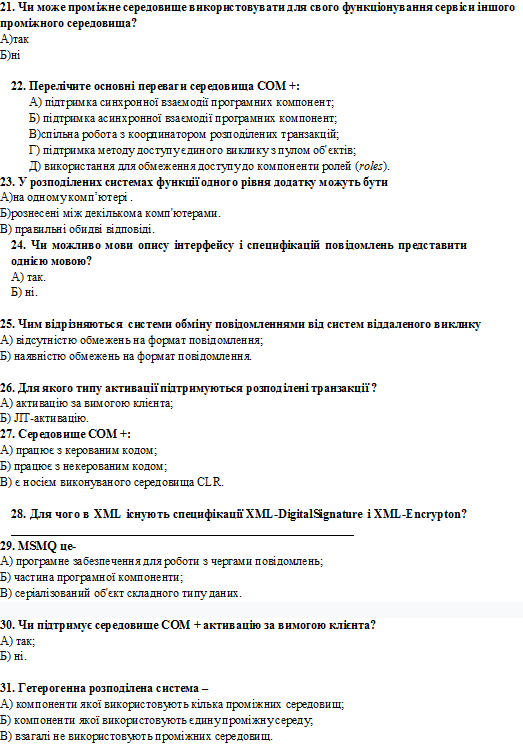 21. Чи може проміжне середовище використовувати для свого функціонування сервіси іншого
проміжного середовища?
А)так
Б)ні
22. Перелічите основні переваги середовища COM +:
А) підтримка синхронної взаємодії програмних компонент;
Б) підтримка асинхронної взаємодії програмних компонент;
В)спільна робота з координатором розподілених транзакцій;
Г) підтримка методу доступу єдиного виклику з пулом об'єктів;
Д) використання для обмеження доступу до компоненти ролей (roles).
23. У розподілених системах функції одного рівня додатку можуть бути
А)на одному комп’ютері .
Б)рознесені між декількома комп'ютерами.
В) правильні обидві відповіді.
24. Чи можливо мови опису інтерфейсу і специфікацій повідомлень представити
однією мовою?
А) так.
Б) ні.
25. Чим відрізняються системи обміну повідомленнями від систем віддаленого виклику
А) відсутністю обмежень на формат повідомлення;
Б) наявністю обмежень на формат повідомлення.
26. Для якого типу активації підтримуються розподілені транзакції ?
А) активацію за вимогою клієнта;
Б) JIT-активацію.
27. Середовище COM +:
А) працює з керованим кодом;
Б) працює з некерованим кодом;
В) є носієм виконуваного середовища CLR.
28. Для чого в XML існують специфікації XML-DigitalSignature і XML-Encrypton?
29. MSMQ це-
А) програмне забезпечення для роботи з чергами повідомлень;
Б) частина програмної компоненти;
В) серіалізований об'єкт складного типу даних.
30. Чи підтримує середовище COM + активацію за вимогою клієнта?
А) так;
Б) ні.
31. Гетерогенна розподілена система –
А) компоненти якої використовують кілька проміжних середовищ;
Б) компоненти якої використовують єдину проміжну середу;
В) взагалі не використовують проміжних середовищ.